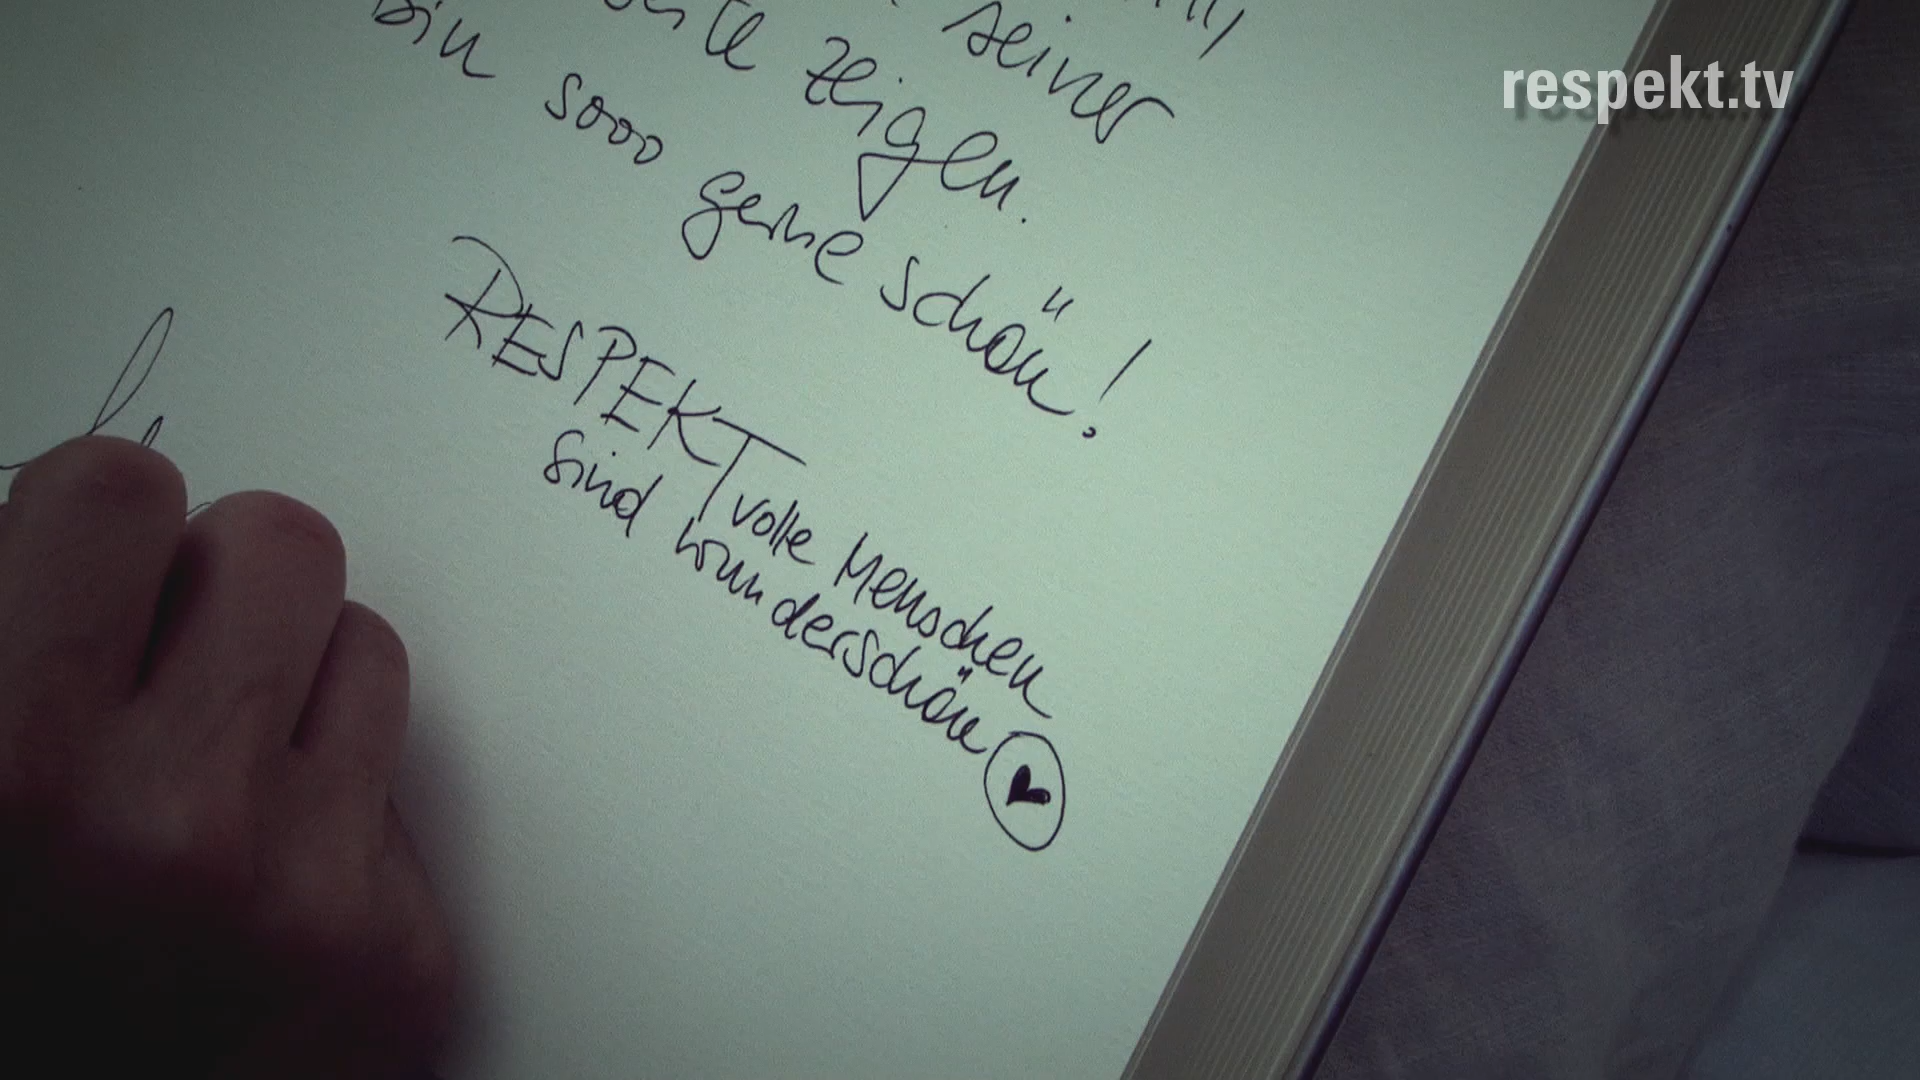 respekt.tv
seiner
zeigen.
bin sooo gerne schön!
RESPEKTvolle Menschen
sind wunderschön